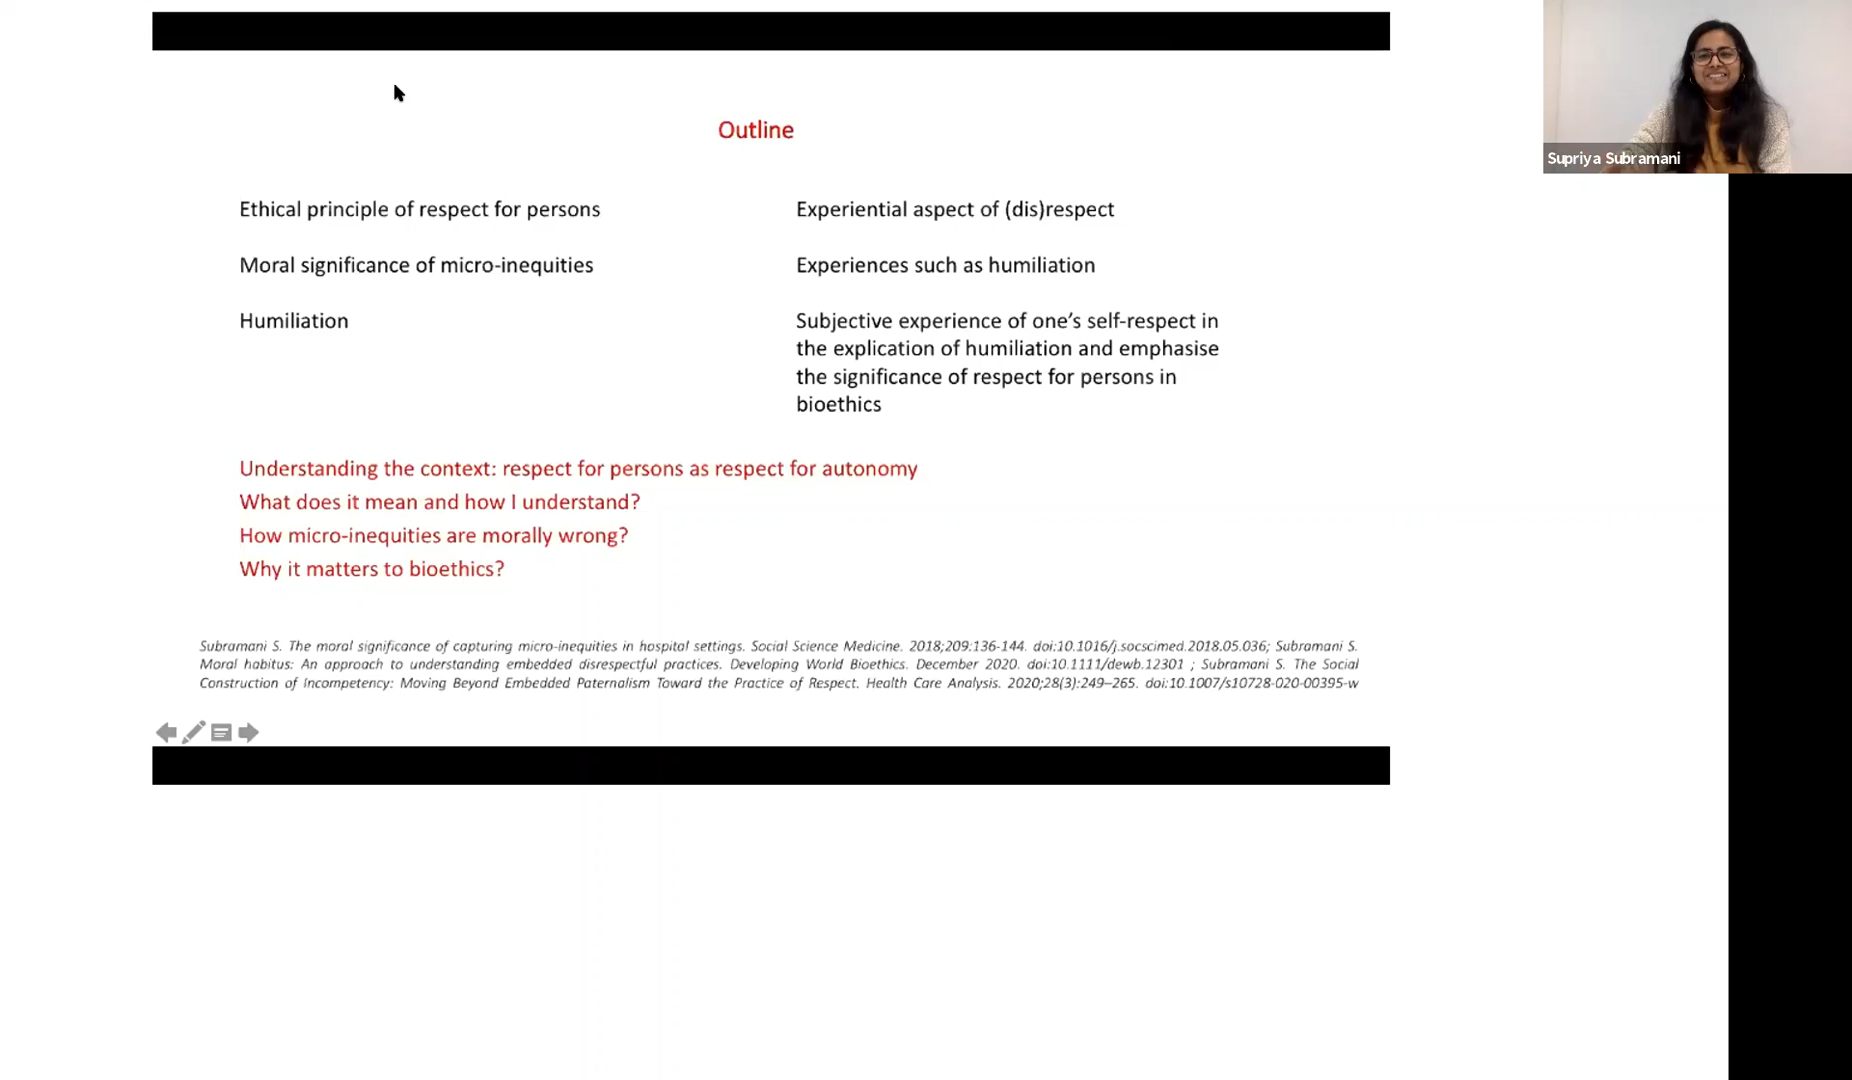 Outline
Ethical principle of respect for persons
Experiential aspect of (dis)respect
Moral significance of micro-inequities
Experiences such as humiliation
Humiliation
Subjective experience of one's self-respect in
the explication of humiliation and emphasise
the significance of respect for persons in
bioethics
Understanding the context: respect for persons as respect for autonomy
What does it mean and how I understand?
How micro-inequities are morally wrong?
Why it matters to bioethics?
Subramani S. The moral significance of capturing micro-inequities in hospital settings. Social Science Medicine. 2018;209:136-144. doi:10.1016/j.socscimed.2018.05.036; Subramani S.
Moral habitus: An approach to understanding embedded disrespectful practices. Developing World Bioethics. December 2020. doi:10.1111/dewb.12301 ; Subramani S. The Social
Construction of Incompetency: Moving Beyond Embedded Paternalism Toward the Practice of Respect. Health Care Analysis. 2020;28(3):249–265. doi:10.1007/s10728-020-00395-w
Supriya Subramani